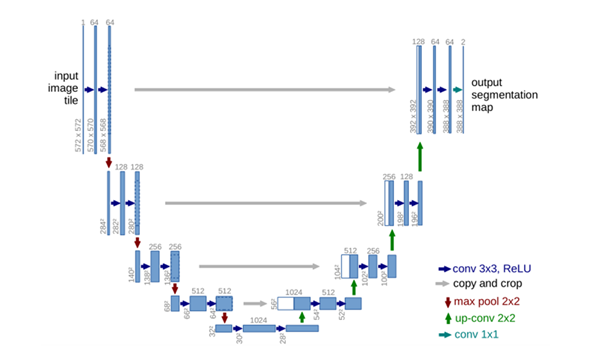 1 64 64
128 64 64 2
input
image
tile
output
segmentation
map
572 x 572
570 x 570
568 x 568
392 x 392
390 x 390
388 x 388
388 x 388
128 128
256 128
284²
282²
280²
200²
198²
196²
256 256
512 256
140²
138²
136²
104²
102²
100²
512 512
1024 512
68²
66²
64²
56²
54²
52²
1024
32²
30²
28²
conv 3x3, ReLU
copy and crop
max pool 2x2
up-conv 2x2
conv 1x1